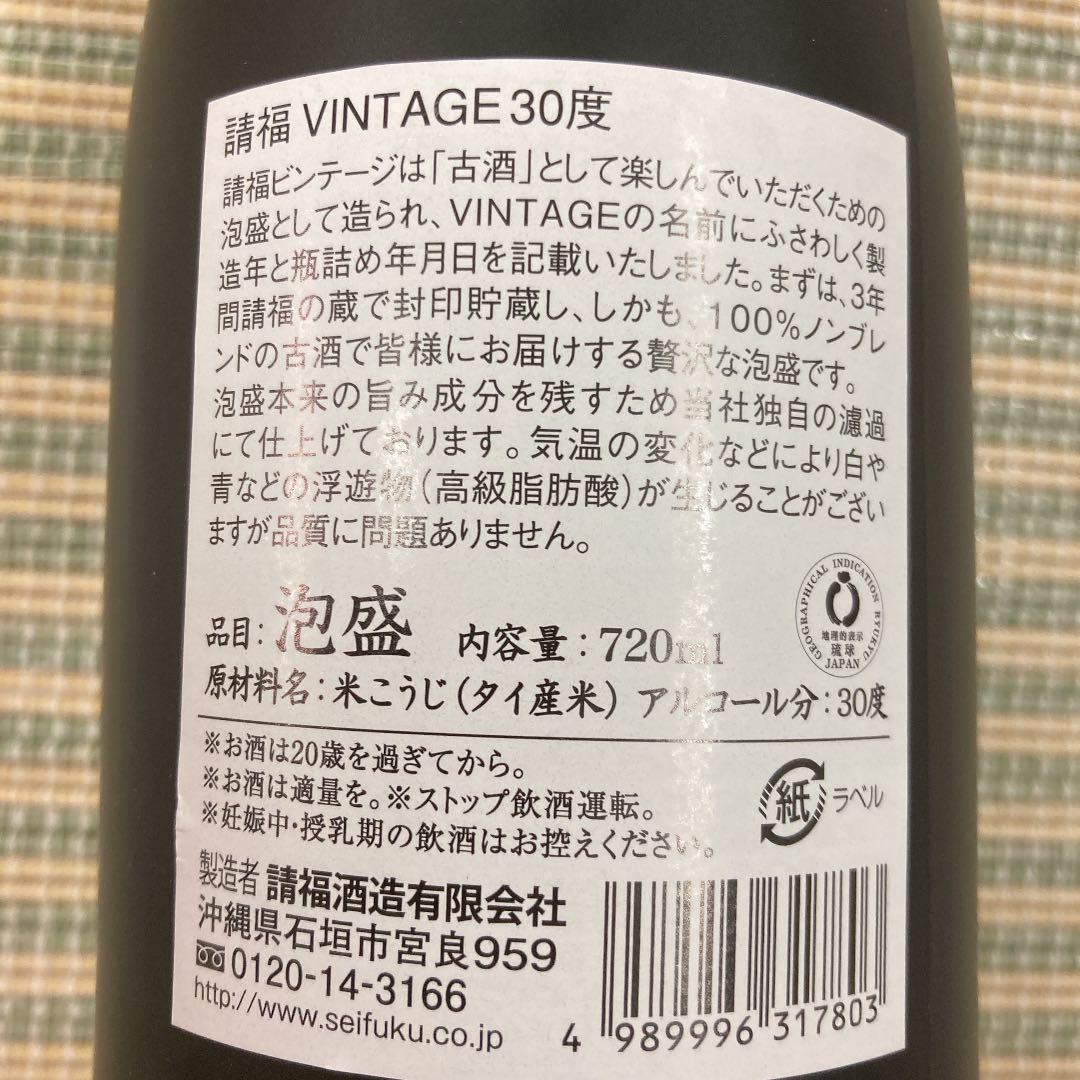 請福 VINTAGE30度
請福ビンテージは「古酒」として楽しんでいただくための
泡盛として造られ、VINTAGEの名前にふさわしく製
造年と瓶詰め年月日を記載いたしました。まずは、3年
間請福の蔵で封印貯蔵し、しかも、100%ノンブレ
ンドの古酒で皆様にお届けする贅沢な泡盛です。
泡盛本来の旨み成分を残すため当社独自の濾過
にて仕上げております。気温の変化などにより白や
青などの浮遊物(高級脂肪酸)が生じることがござい
ますが品質に問題ありません。
品目:泡盛 内容量:720ml
GEOGRAPHICAL INDICATION RYUKYU
地理的表示
琉球
JAPAN
原材料名:米こうじ(タイ産米) アルコール分:30度
※お酒は20歳を過ぎてから。
※お酒は適量を。※ストップ飲酒運転。
※妊娠中・授乳期の飲酒はお控えください。
紙 ラベル
製造者 請福酒造有限会社
沖縄県石垣市宮良959
0120-14-3166
http://www.seifuku.co.jp
4 989996 317803